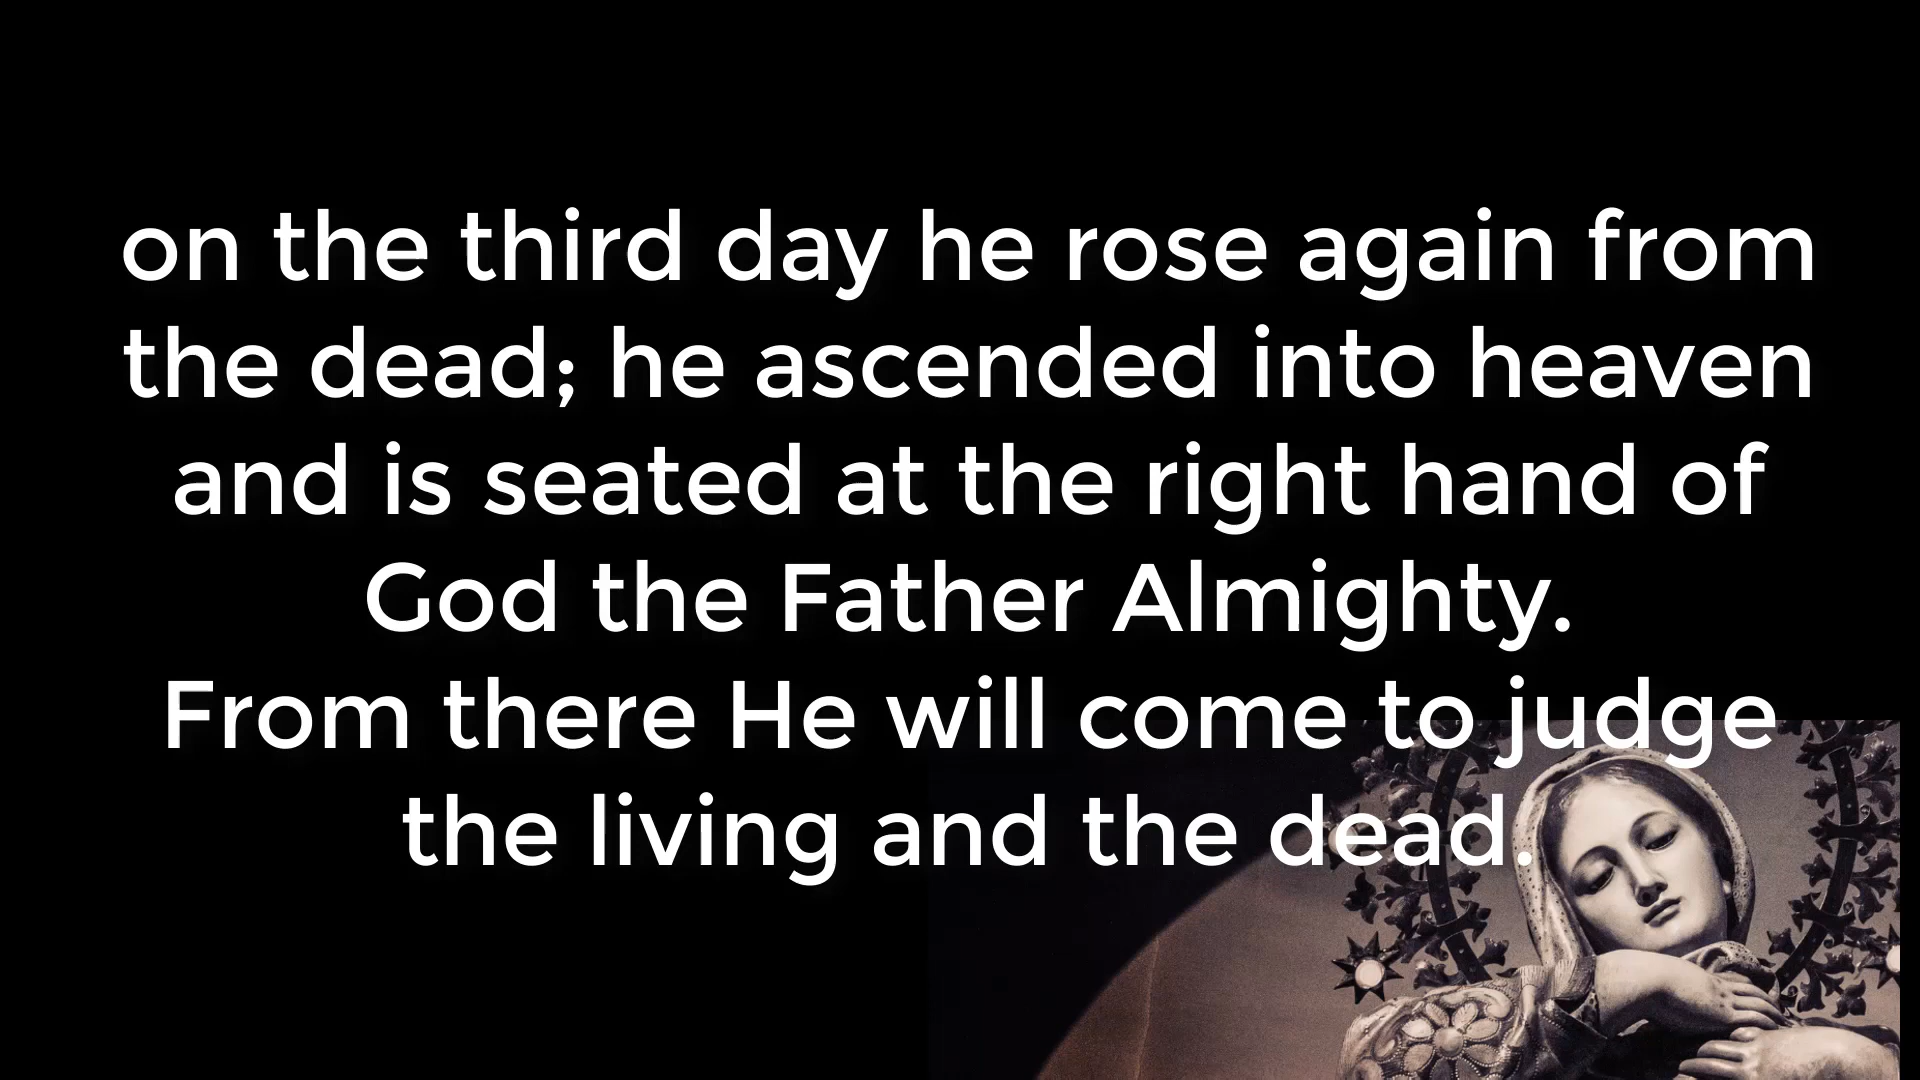 on the third day he rose again from
the dead; he ascended into heaven
and is seated at the right hand of
God the Father Almighty.
From there He will come to judge
the living and the dead.